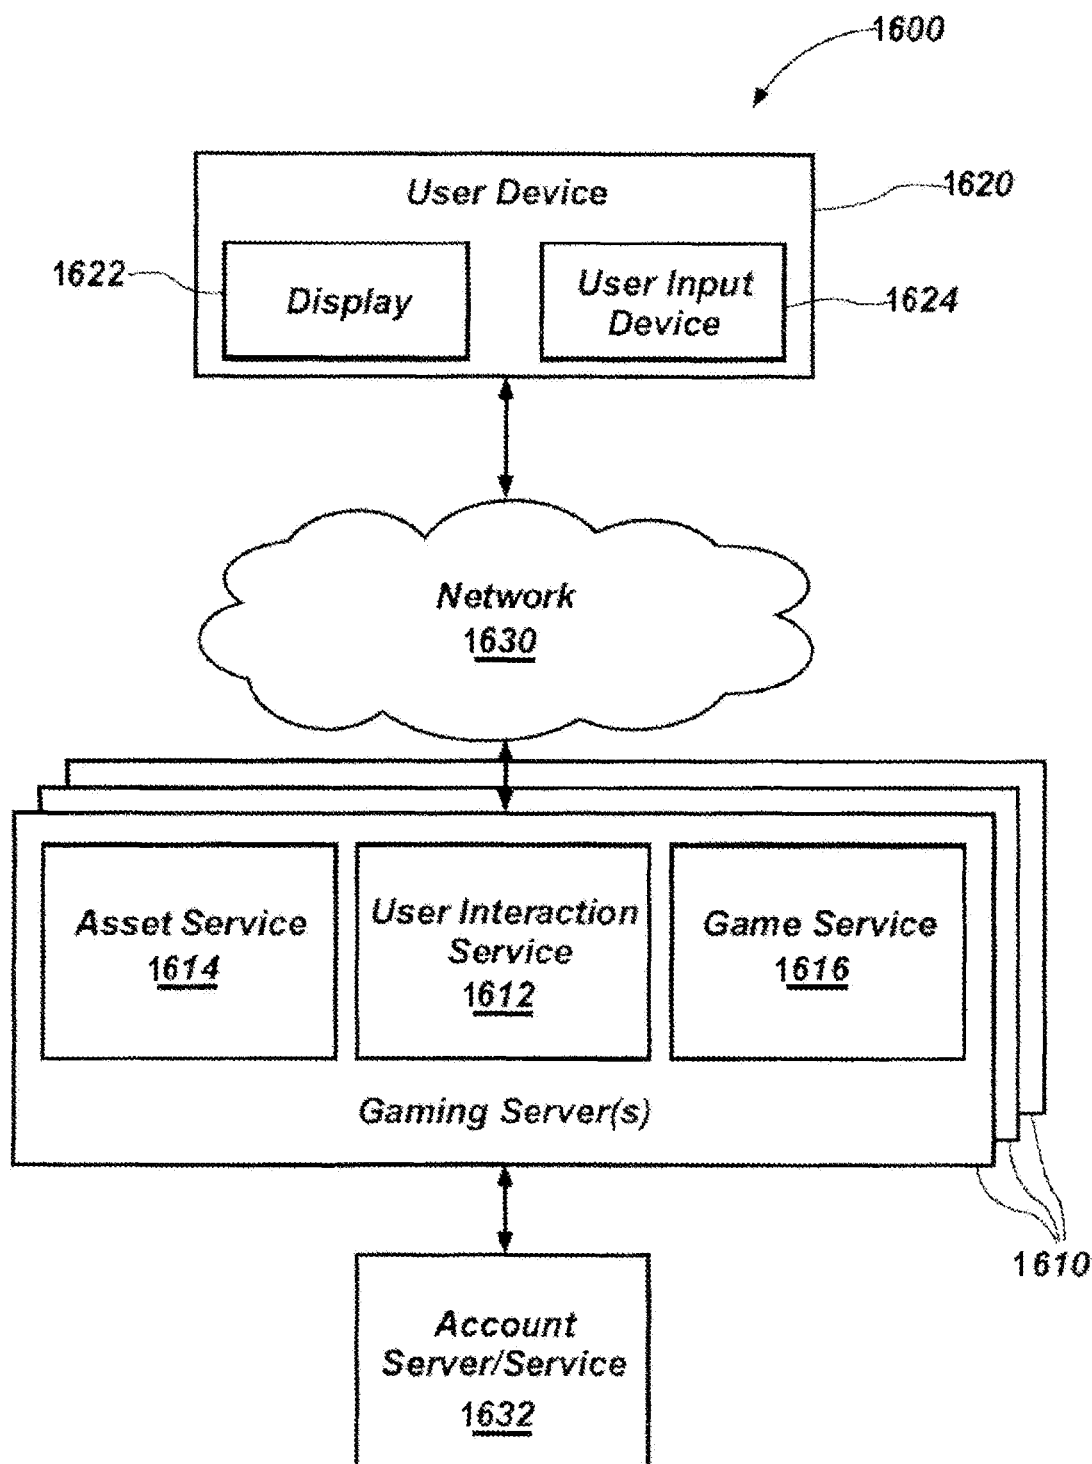 1600
User Device
1620
1622
Display
User Input
Device
1624
Network
1630
Asset Service
1614
User Interaction
Service
1612
Game Service
1616
Gaming Server(s)
1610
Account
Server/Service
1632